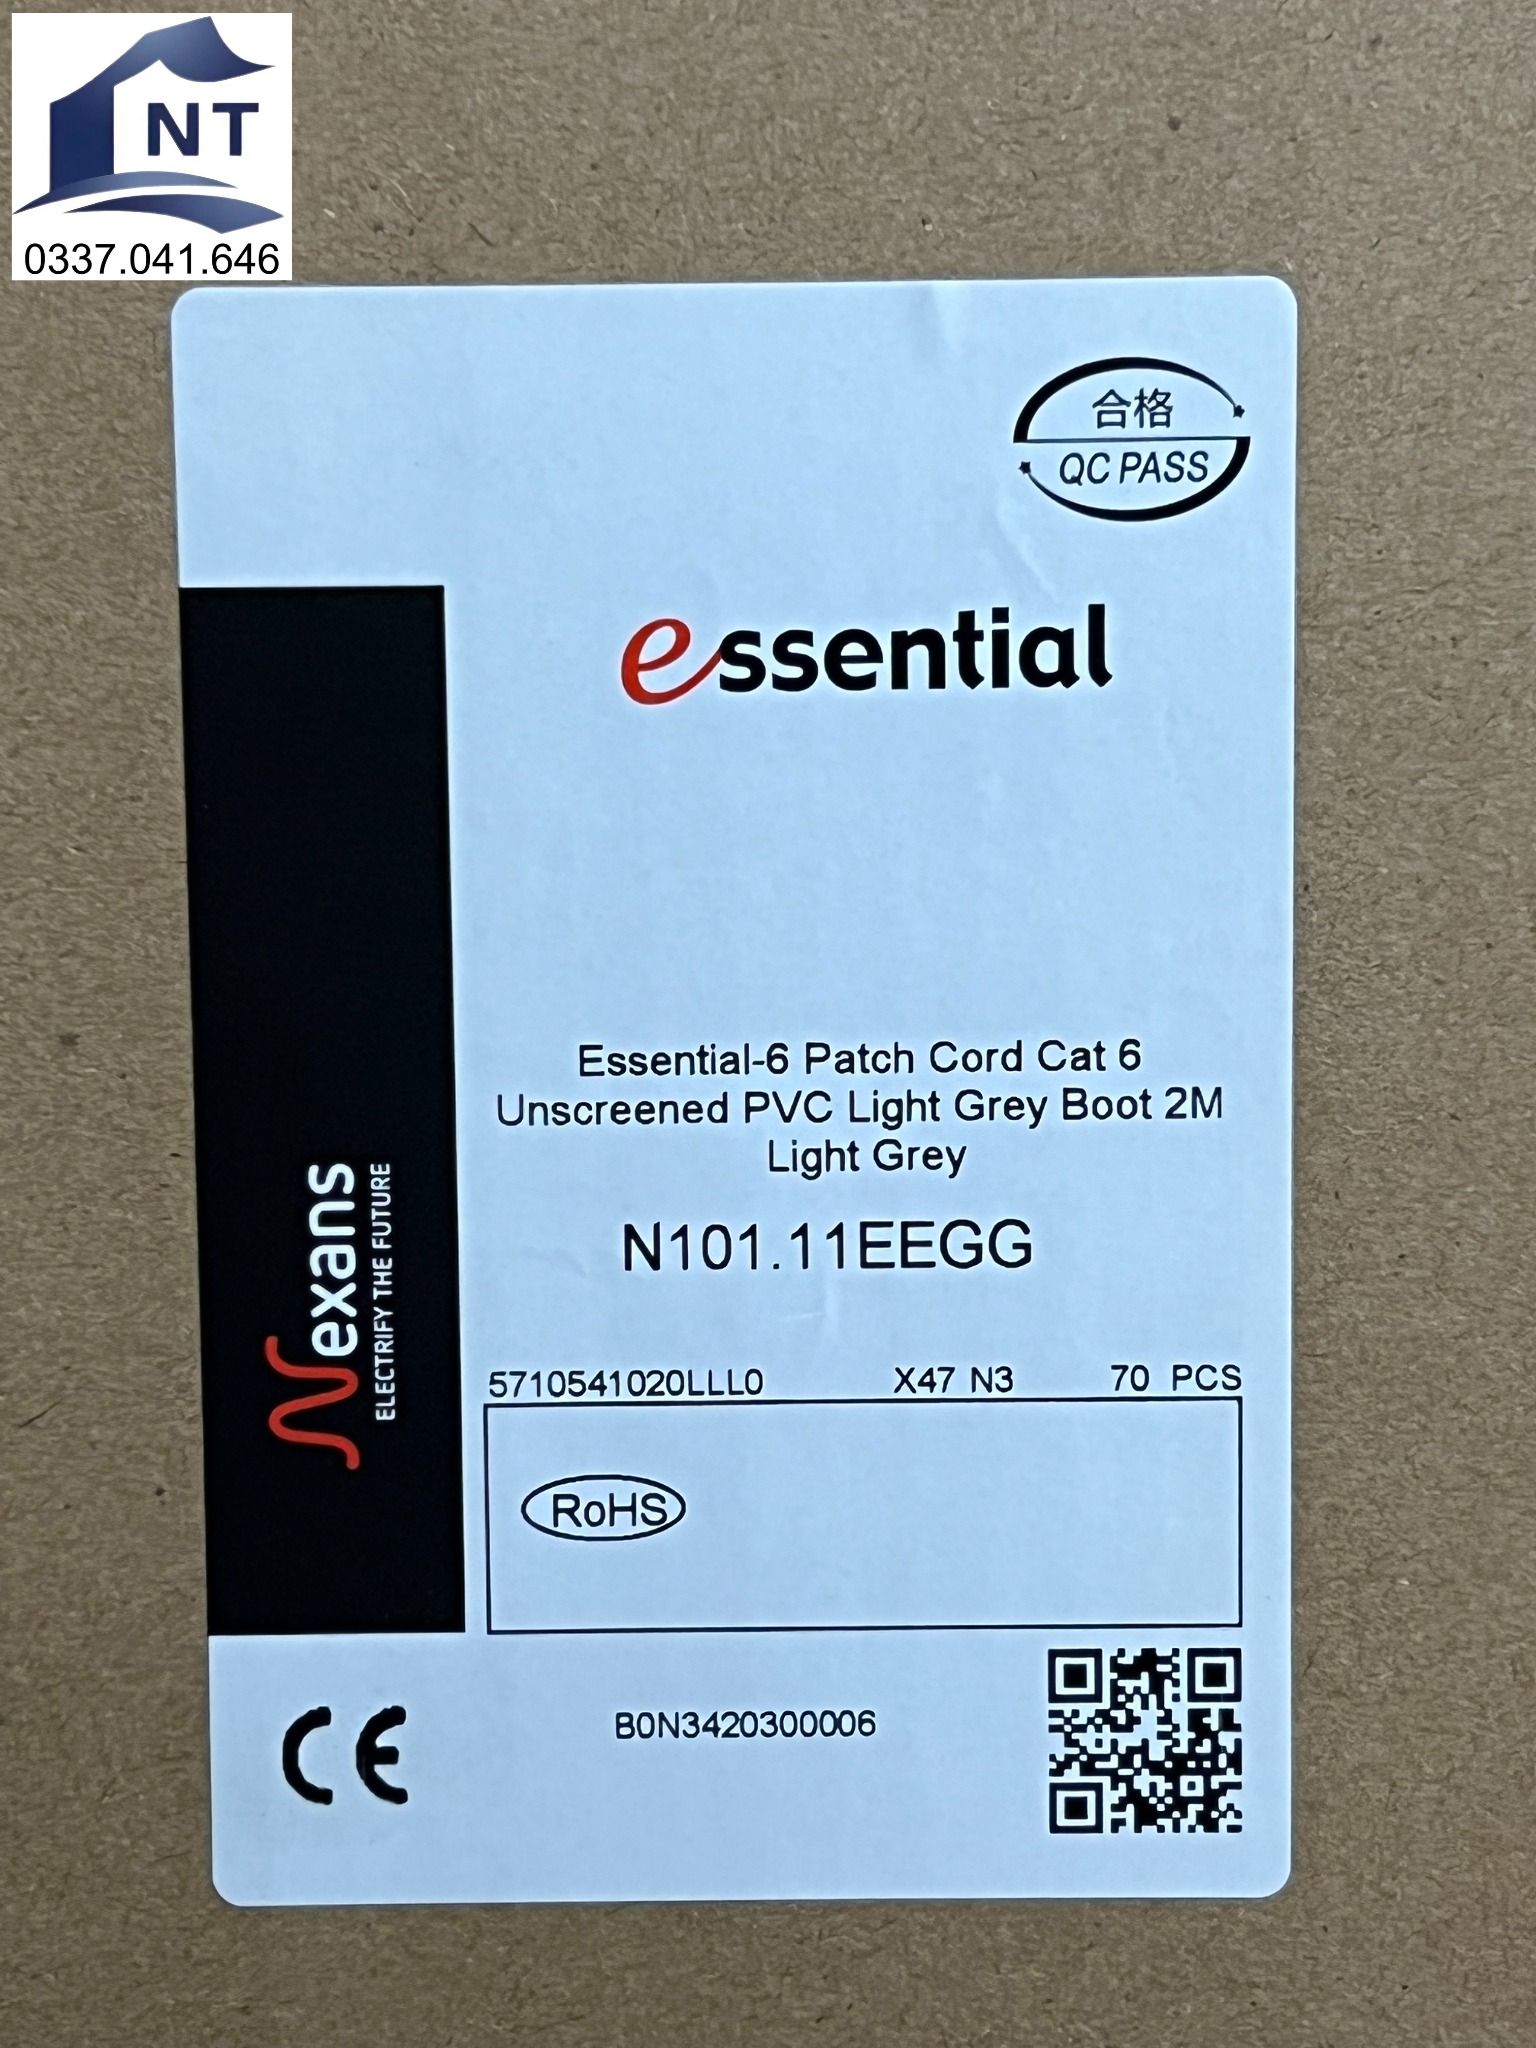 NT
0337.041.646
合格
QC PASS
essential
Essential-6 Patch Cord Cat 6
Unscreened PVC Light Grey Boot 2M
Light Grey
N101.11EEGG
Nexans
ELECTRIFY THE FUTURE
5710541020LLL0 X47 N3 70 PCS
RoHS
CE
B0N3420300006